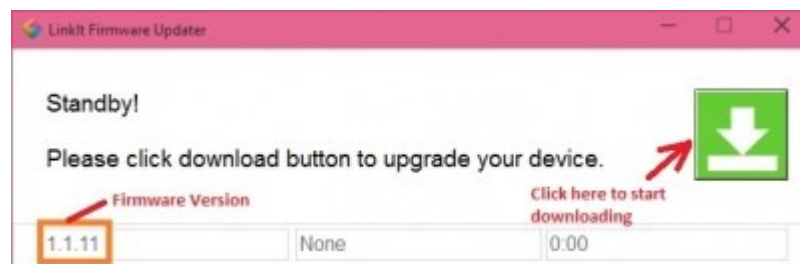 LinkIt Firmware Updater
Standby!
Please click download button to upgrade your device.
Firmware Version
Click here to start
downloading
1.1.11 None 0:00